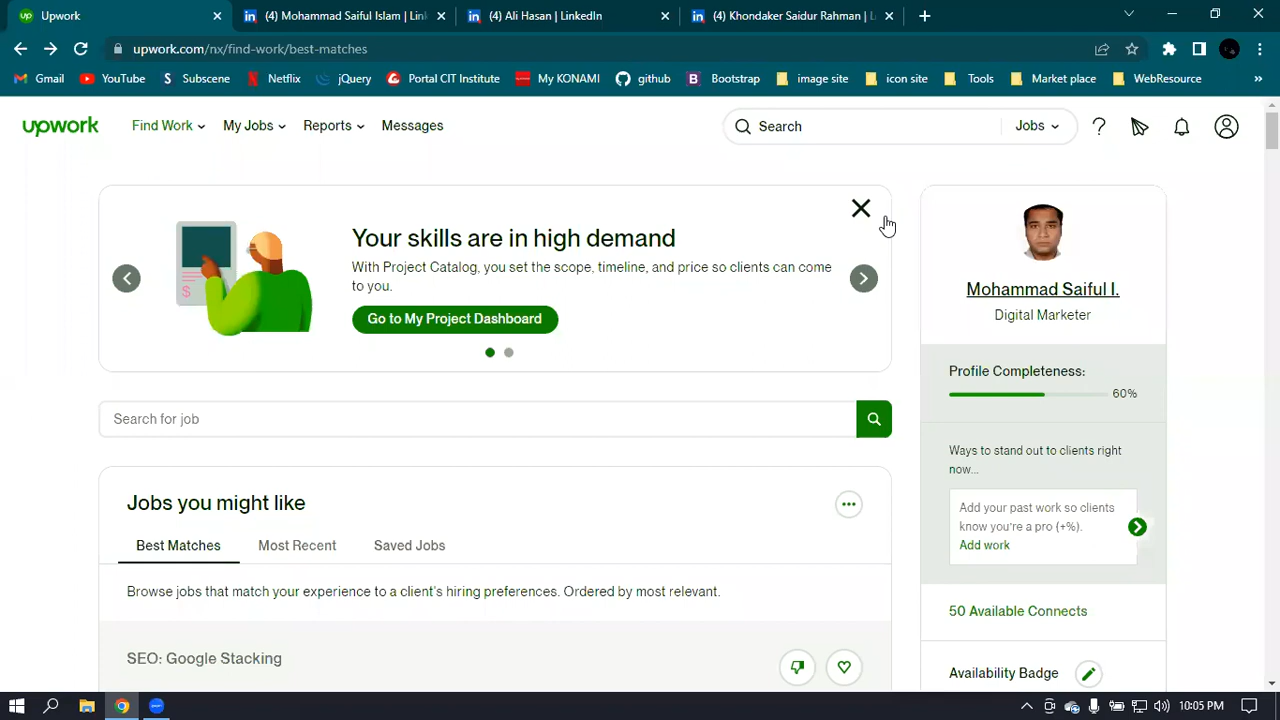 Upwork
(4) Mohammad Saiful Islam | Link
(4) Ali Hasan | LinkedIn
(4) Khondaker Saidur Rahman | L
upwork.com/nx/find-work/best-matches
Gmail
YouTube
Subscene
Netflix
jQuery
Portal CIT Institute
My KONAMI
github
Bootstrap
image site
icon site
Tools
Market place
WebResource
»
upwork
Find Work
My Jobs
Reports
Messages
Search
Jobs
?
Your skills are in high demand
With Project Catalog, you set the scope, timeline, and price so clients can come
to you.
Go to My Project Dashboard
Mohammad Saiful I.
Digital Marketer
Profile Completeness:
60%
Search for job
Ways to stand out to clients right
now...
Add your past work so clients
know you're a pro (+%).
Add work
Jobs you might like
Best Matches
Most Recent
Saved Jobs
Browse jobs that match your experience to a client's hiring preferences. Ordered by most relevant.
50 Available Connects
SEO: Google Stacking
Availability Badge
10:05 PM